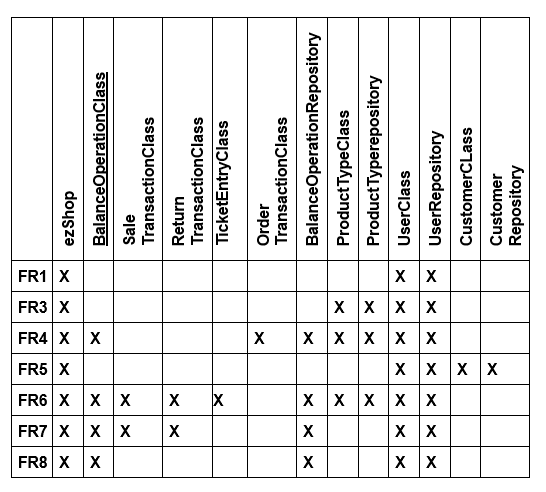 ezShop
BalanceOperationClass
Sale
TransactionClass
Return
TransactionClass
TicketEntryClass
Order
TransactionClass
BalanceOperationRepository
ProductTypeClass
ProductTyperepository
UserClass
UserRepository
CustomerCLass
Customer
Repository
FR1 X X X
FR3 X X X X X
FR4 X X X X X X X X
FR5 X X X X X
FR6 X X X X X X X X X X
FR7 X X X X X X X
FR8 X X X X X